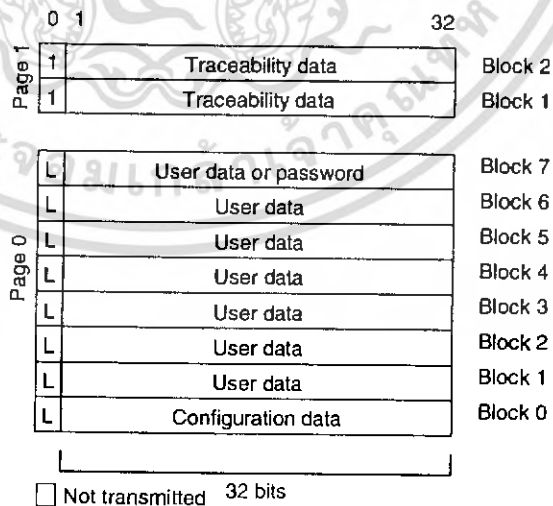 0 1 32
Page 1
1 Traceability data Block 2
1 Traceability data Block 1
Page 0
L User data or password Block 7
L User data Block 6
L User data Block 5
L User data Block 4
L User data Block 3
L User data Block 2
L User data Block 1
L Configuration data Block 0
32 bits
Not transmitted